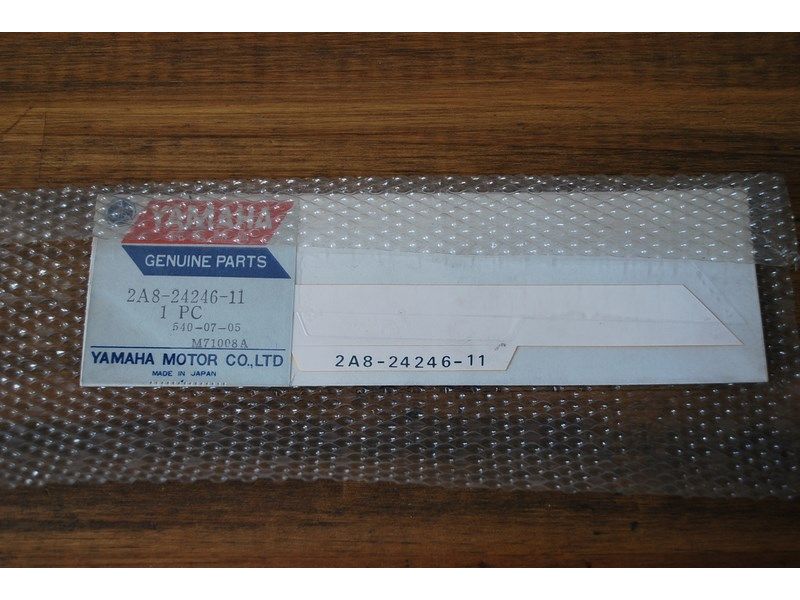 YAMAHA
GENUINE PARTS
2A8-24246-11
1 PC
540-07-05
M71008A
YAMAHA MOTOR CO., LTD
MADE IN JAPAN
2A8-24246-11